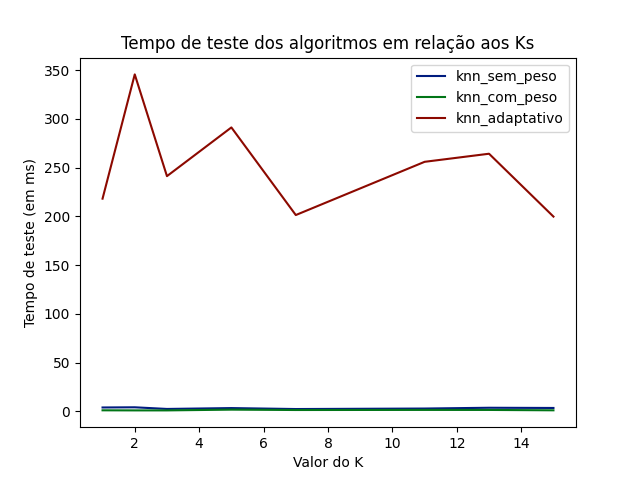 Tempo de teste dos algoritmos em relação aos Ks
knn_sem_peso
knn_com_peso
knn_adaptativo
Tempo de teste (em ms)
350
300
250
200
150
100
50
0
2 4 6 8 10 12 14
Valor do K